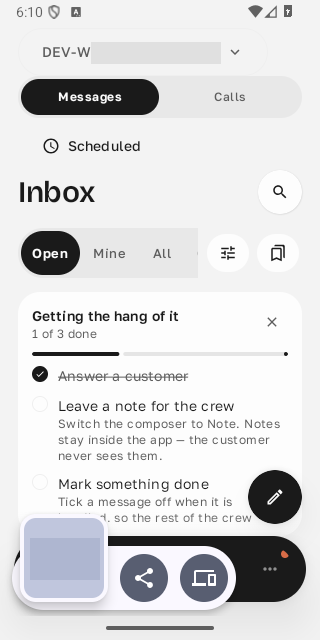 6:10
DEV-W
Messages
Calls
Scheduled
Inbox
Open
Mine
All
Getting the hang of it
1 of 3 done
Answer a customer
Leave a note for the crew
Switch the composer to Note. Notes
stay inside the app — the customer
never sees them.
Mark something done
Tick a message off when it is
so the rest of the crew